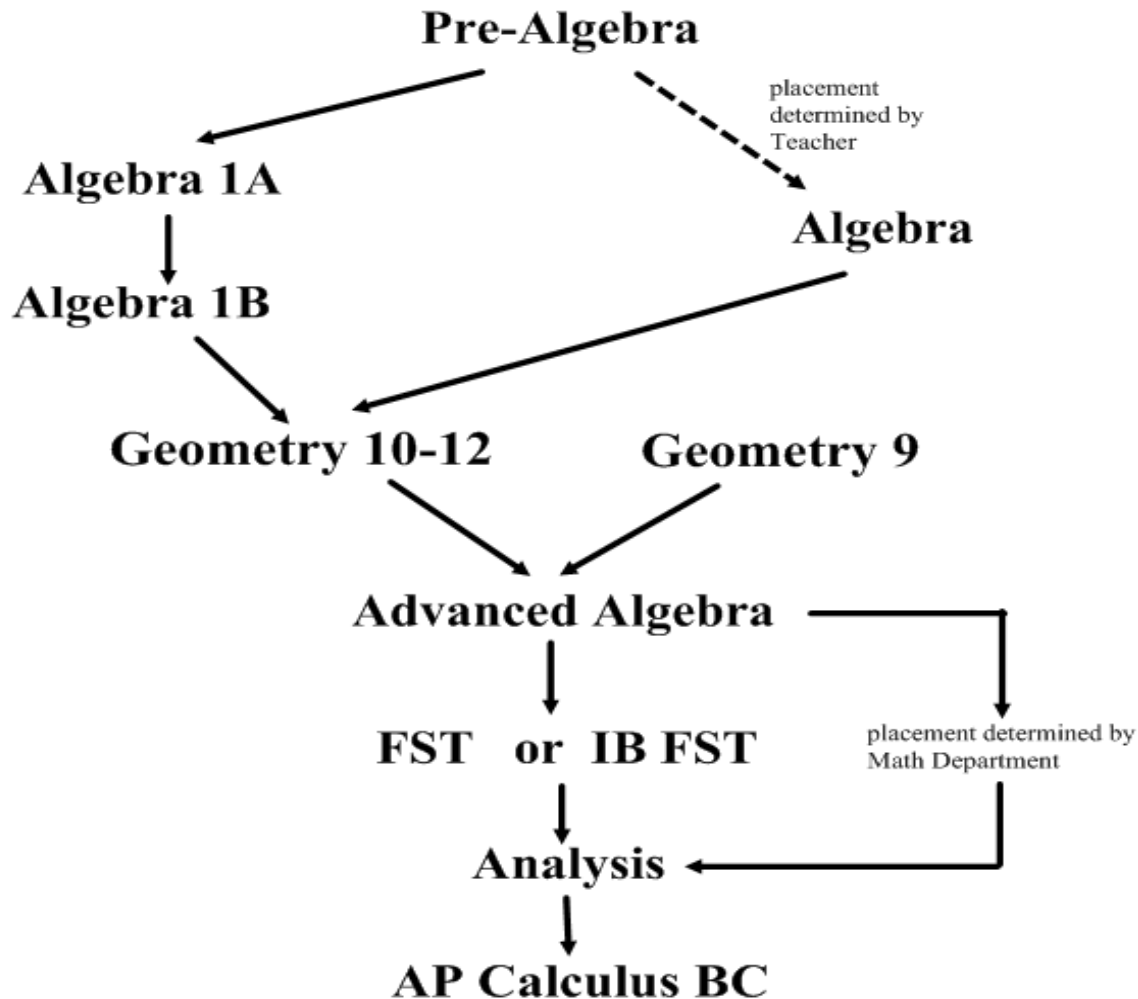 Pre-Algebra
placement
determined by
Teacher
Algebra 1A
Algebra
Algebra 1B
Geometry 10-12
Geometry 9
Advanced Algebra
FST or IB FST
placement determined by
Math Department
Analysis
AP Calculus BC